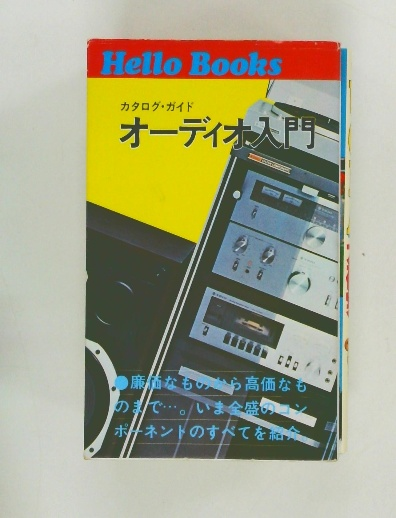 Hello Books
カタログ・ガイド
オーディオ入門
●廉価なものから高価なも
のまで…。いま全盛のコン
ポーネントのすべてを紹介